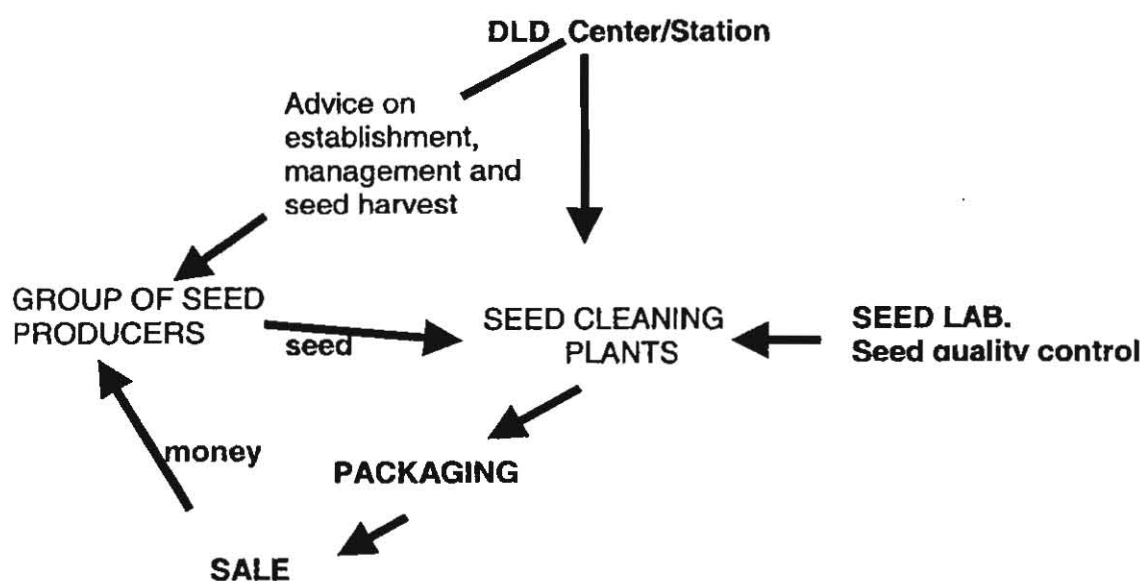 DLD Center/Station
Advice on
establishment,
management and
seed harvest
GROUP OF SEED
PRODUCERS
seed
SEED CLEANING
PLANTS
SEED LAB.
Seed quality control
money
PACKAGING
SALE